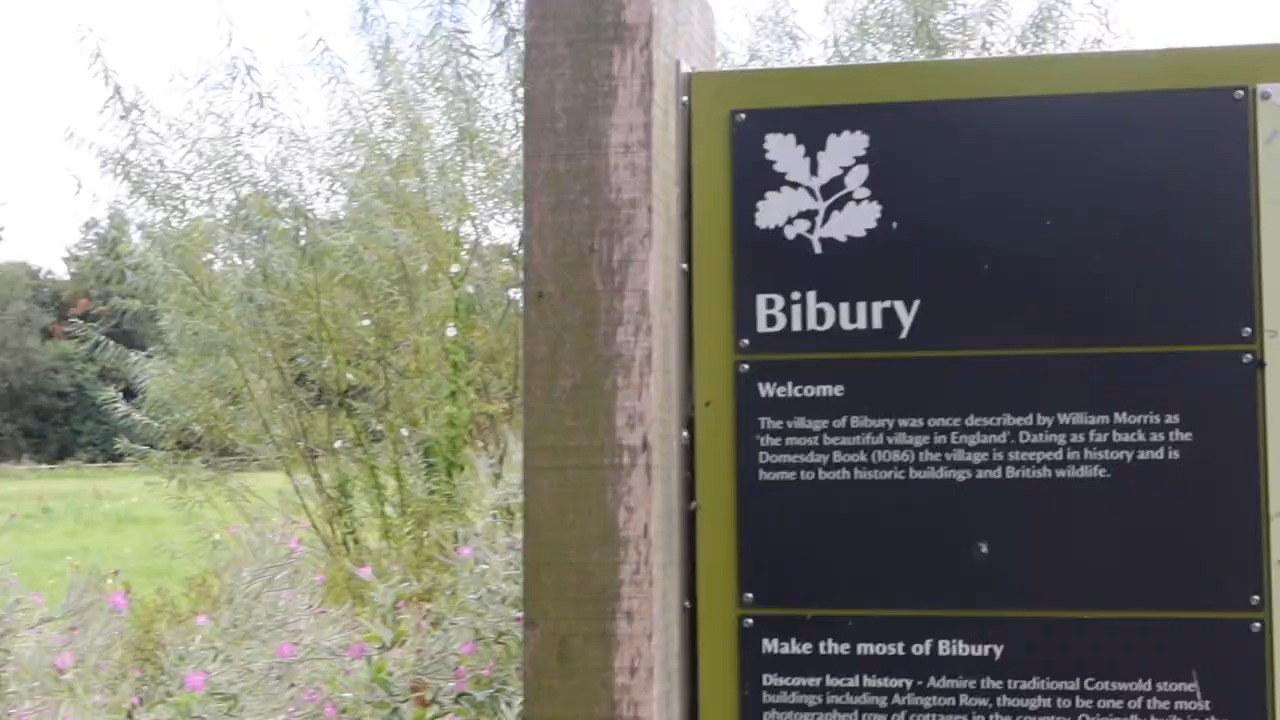 Bibury
Welcome
The village of Bibury was once described by William Morris as
'the most beautiful village in England'. Dating as far back as the
Domesday Book (1086) the village is steeped in history and is
home to both historic buildings and British wildlife.
Make the most of Bibury
Discover local history - Admire the traditional Cotswold stone
buildings including Arlington Row, thought to be one of the most
photographed row of cottages in the country. Originally built